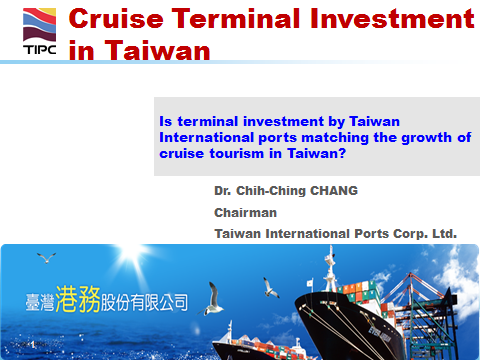 TIPC
Cruise Terminal Investment
in Taiwan
Is terminal investment by Taiwan
International ports matching the growth of
cruise tourism in Taiwan?
Dr. Chih-Ching CHANG
Chairman
Taiwan International Ports Corp. Ltd.
臺灣港務股份有限公司